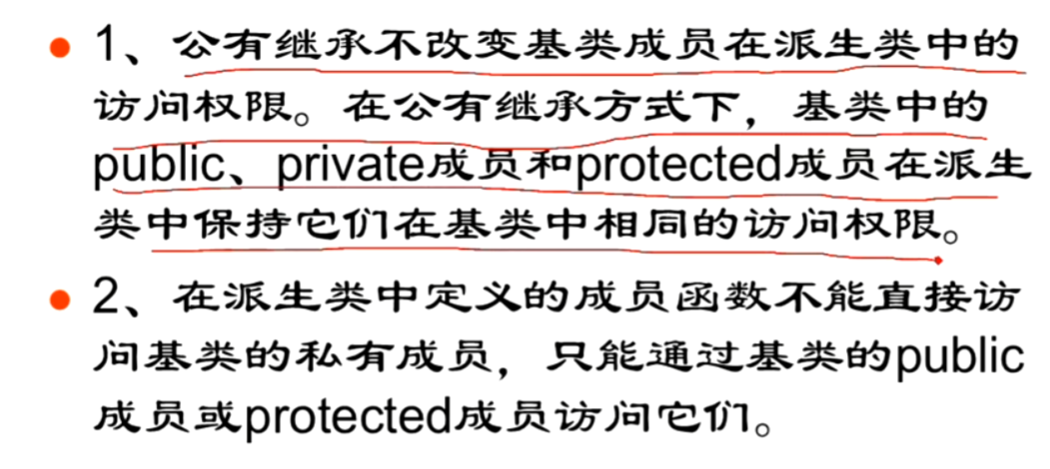 • 1、公有继承不改变基类成员在派生类中的
访问权限。在公有继承方式下，基类中的
public、private成员和protected成员在派生
类中保持它们在基类中相同的访问权限。
• 2、在派生类中定义的成员函数不能直接访
问基类的私有成员，只能通过基类的public
成员或protected成员访问它们。